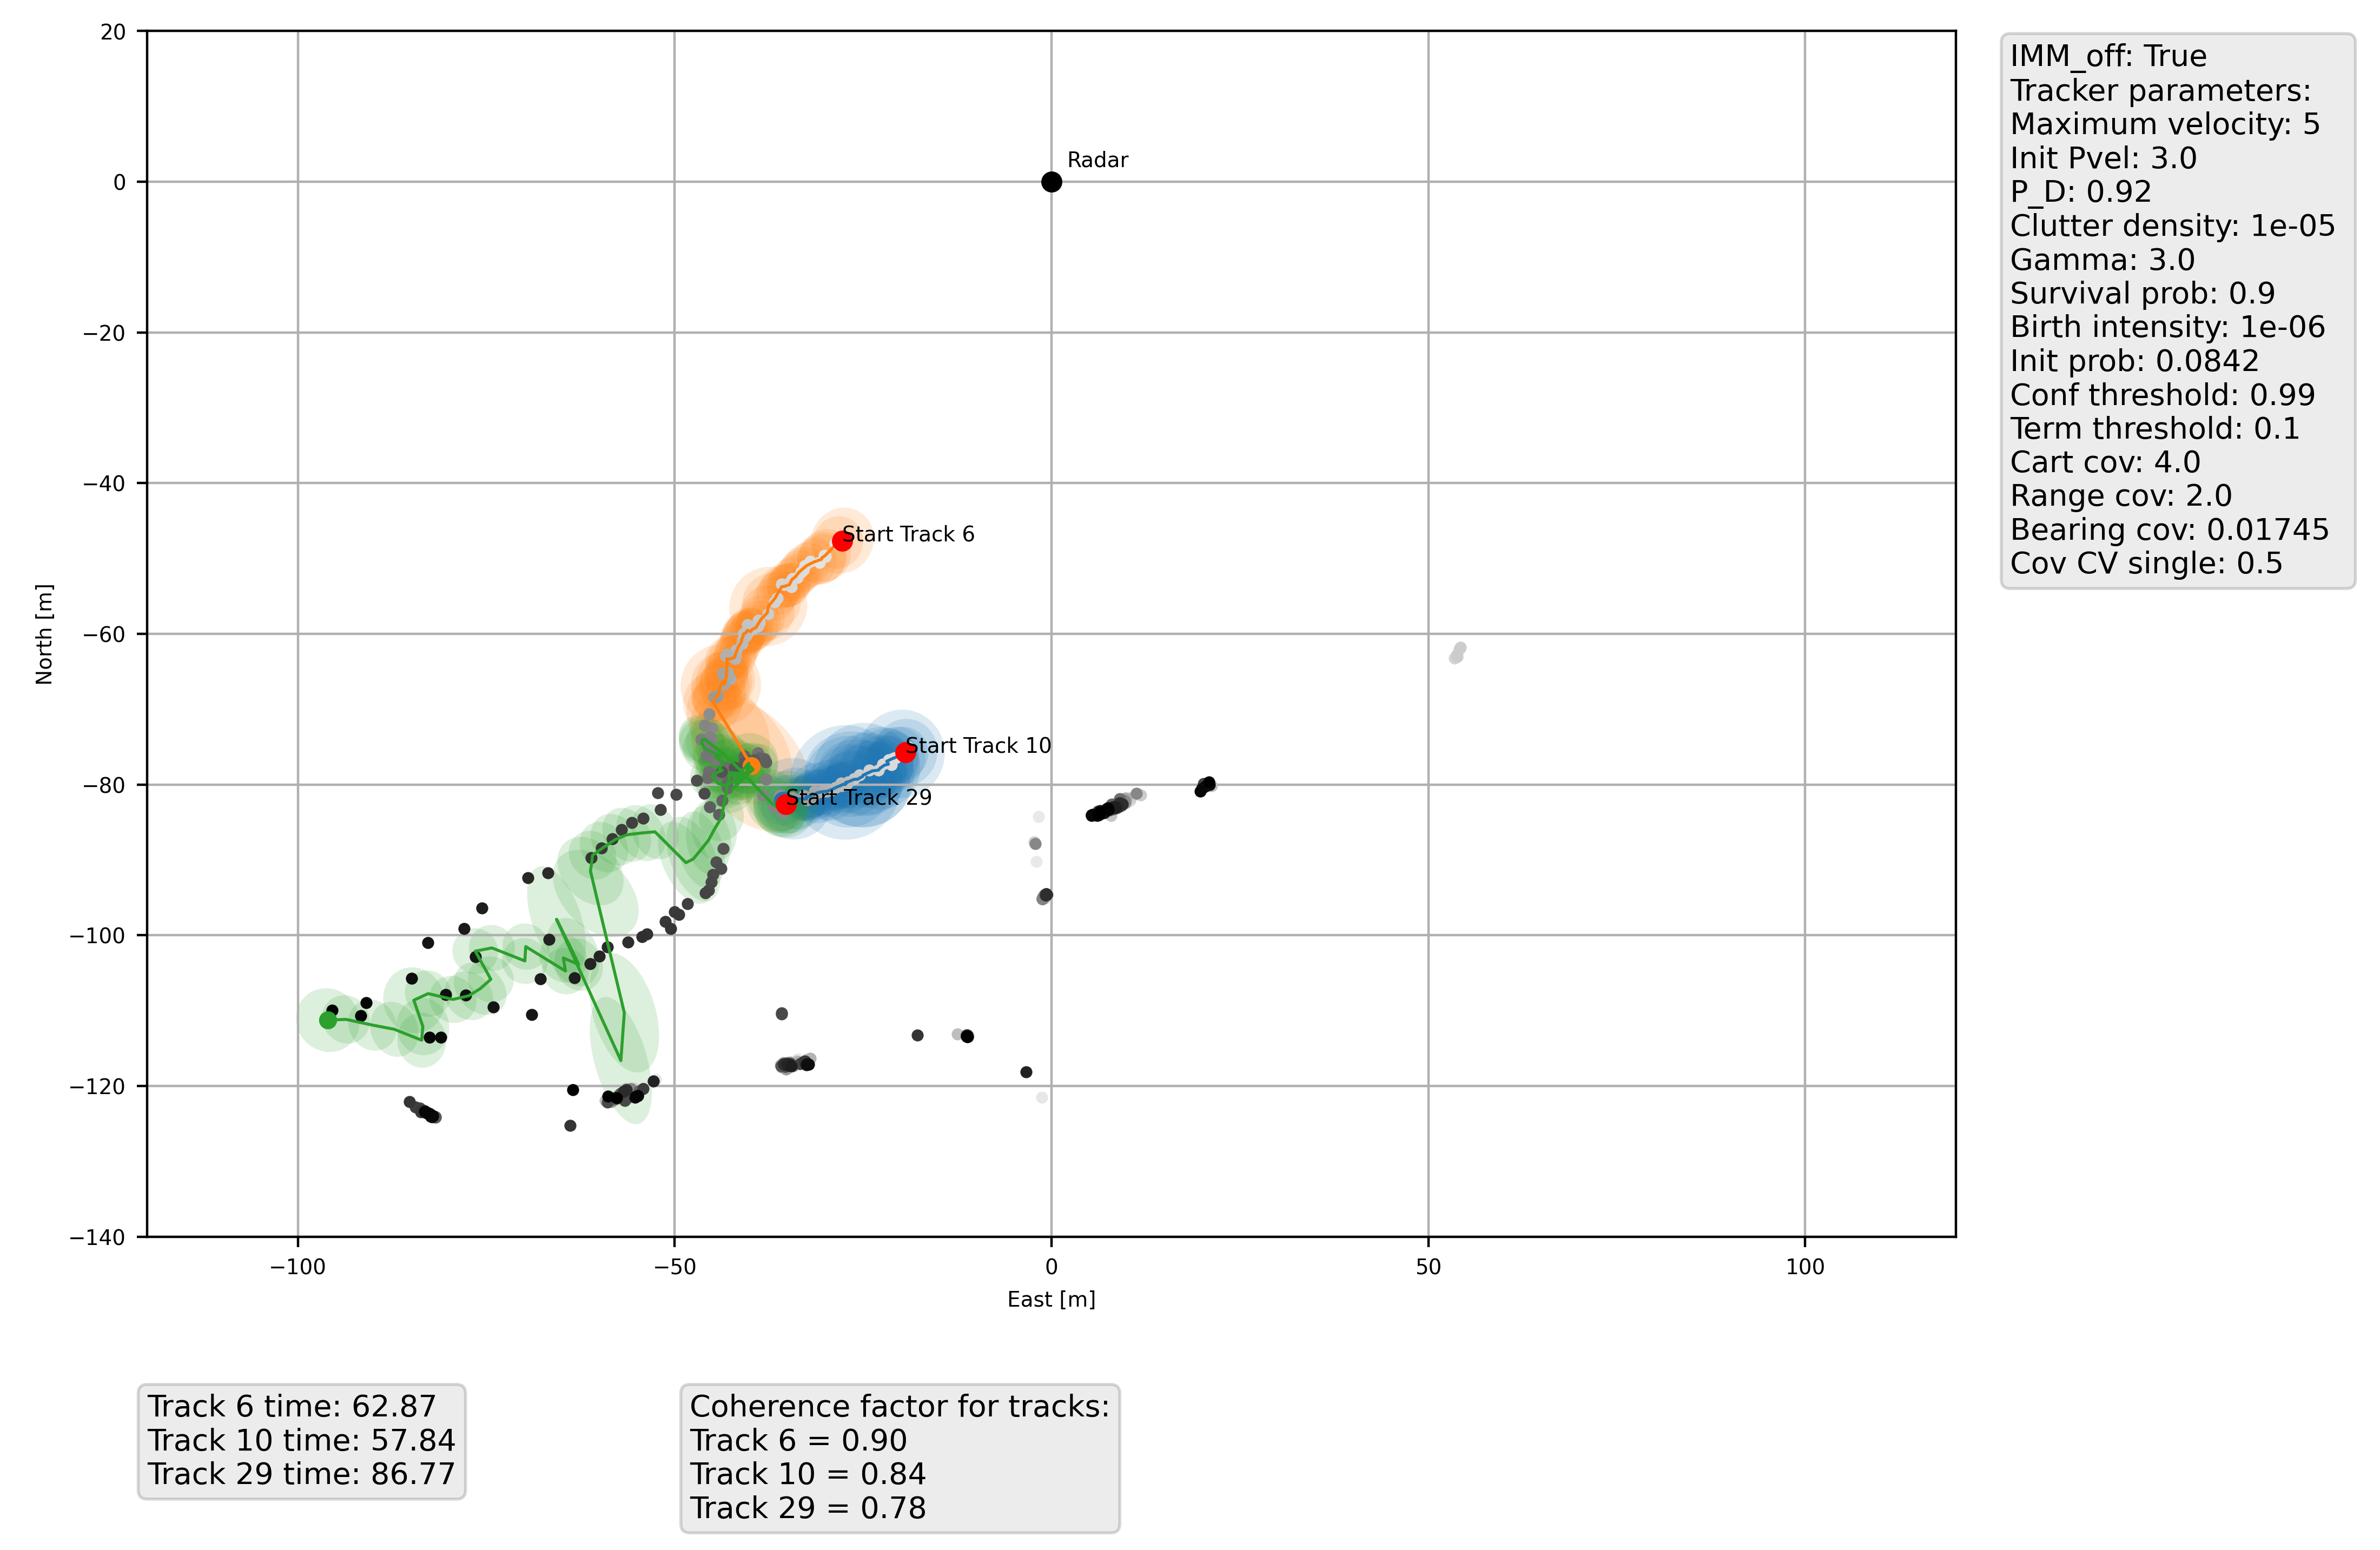 20
0
−20
−40
−60
−80
−100
−120
−140
North [m]
−100
−50
0
50
100
East [m]
Radar
Start Track 6
Start Track 10
Start Track 29
IMM_off: True
Tracker parameters:
Maximum velocity: 5
Init Pvel: 3.0
P_D: 0.92
Clutter density: 1e-05
Gamma: 3.0
Survival prob: 0.9
Birth intensity: 1e-06
Init prob: 0.0842
Conf threshold: 0.99
Term threshold: 0.1
Cart cov: 4.0
Range cov: 2.0
Bearing cov: 0.01745
Cov CV single: 0.5
Track 6 time: 62.87
Track 10 time: 57.84
Track 29 time: 86.77
Coherence factor for tracks:
Track 6 = 0.90
Track 10 = 0.84
Track 29 = 0.78